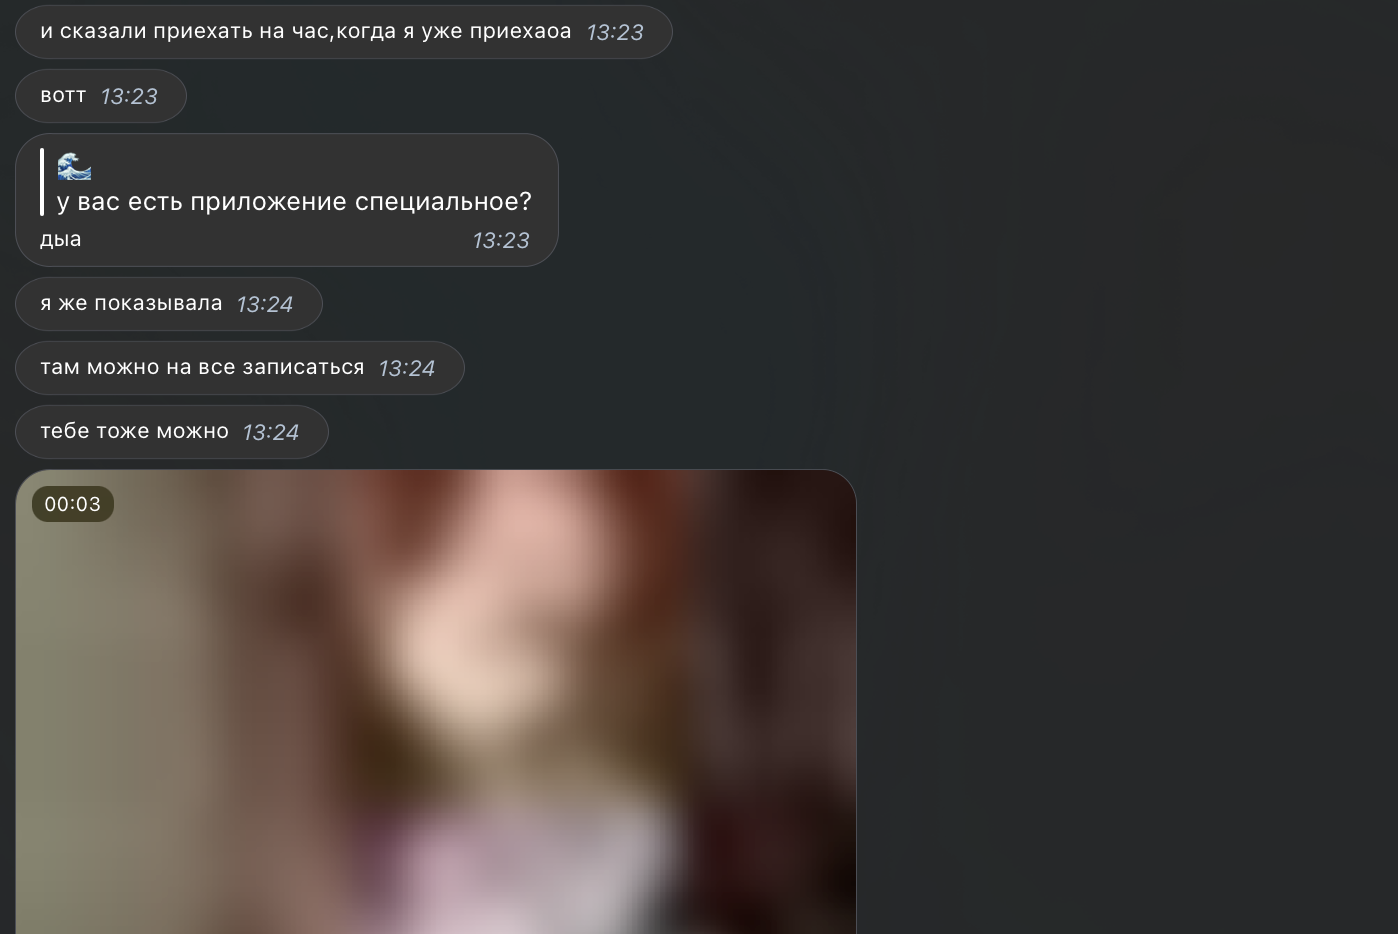 и сказали приехать на час,когда я уже приехаоа 13:23
вотт 13:23
🌊
у вас есть приложение специальное?
дыа 13:23
я же показывала 13:24
там можно на все записаться 13:24
тебе тоже можно 13:24
00:03